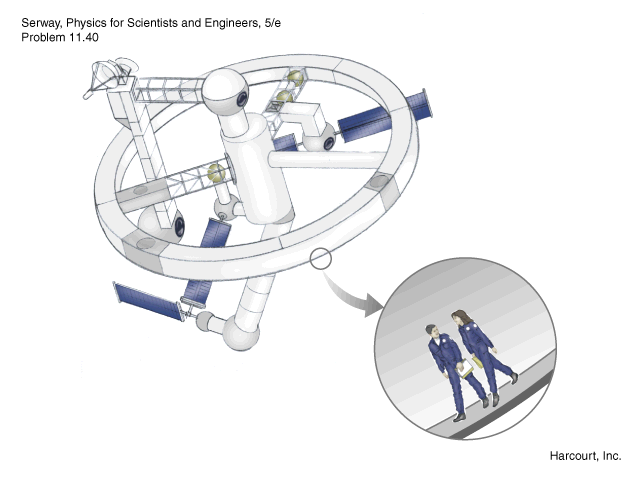 Serway, Physics for Scientists and Engineers, 5/e
Problem 11.40
Harcourt, Inc.